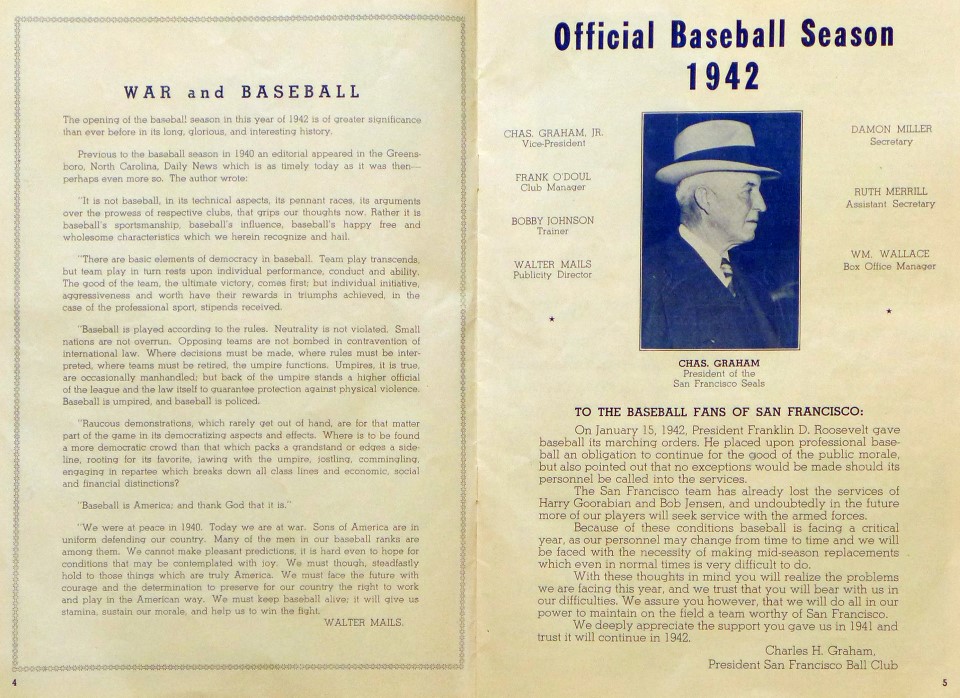 WAR and BASEBALL
The opening of the baseball season in this year of 1942 is of greater significance
than ever before in its long, glorious, and interesting history.
Previous to the baseball season in 1940 an editorial appeared in the Greens-
boro, North Carolina, Daily News which is as timely today as it was then—
perhaps even more so. The author wrote:
"It is not baseball, in its technical aspects, its pennant races, its arguments
over the prowess of respective clubs, that grips our thoughts now. Rather it is
baseball's sportsmanship, baseball's influence, baseball's happy free and
wholesome characteristics which we herein recognize and hail.
"There are basic elements of democracy in baseball. Team play transcends,
but team play in turn rests upon individual performance, conduct and ability.
The good of the team, the ultimate victory, comes first; but individual initiative,
aggressiveness and worth have their rewards in triumphs achieved, in the
case of the professional sport, stipends received.
"Baseball is played according to the rules. Neutrality is not violated. Small
nations are not overrun. Opposing teams are not bombed in contravention of
international law. Where decisions must be made, where rules must be inter-
preted, where teams must be retired, the umpire functions. Umpires, it is true,
are occasionally manhandled; but back of the umpire stands a higher official
of the league and the law itself to guarantee protection against physical violence.
Baseball is umpired, and baseball is policed.
"Raucous demonstrations, which rarely get out of hand, are for that matter
part of the game in its democratizing aspects and effects. Where is to be found
a more democratic crowd than that which packs a grandstand or edges a side-
line, rooting for its favorite, jawing with the umpire, jostling, commingling,
engaging in repartee which breaks down all class lines and economic, social
and financial distinctions?
"Baseball is America; and thank God that it is."
"We were at peace in 1940. Today we are at war. Sons of America are in
uniform defending our country. Many of the men in our baseball ranks are
among them. We cannot make pleasant predictions, it is hard even to hope for
conditions that may be contemplated with joy. We must though, steadfastly
hold to those things which are truly America. We must face the future with
courage and the determination to preserve for our country the right to work
and play in the American way. We must keep baseball alive; it will give us
stamina, sustain our morale, and help us to win the fight.
WALTER MAILS.
4
Official Baseball Season
1942
CHAS. GRAHAM, JR.
Vice-President
FRANK O'DOUL
Club Manager
BOBBY JOHNSON
Trainer
WALTER MAILS
Publicity Director
DAMON MILLER
Secretary
RUTH MERRILL
Assistant Secretary
WM. WALLACE
Box Office Manager
CHAS. GRAHAM
President of the
San Francisco Seals
TO THE BASEBALL FANS OF SAN FRANCISCO:
On January 15, 1942, President Franklin D. Roosevelt gave
baseball its marching orders. He placed upon professional base-
ball an obligation to continue for the good of the public morale,
but also pointed out that no exceptions would be made should its
personnel be called into the services.
The San Francisco team has already lost the services of
Harry Goorabian and Bob Jensen, and undoubtedly in the future
more of our players will seek service with the armed forces.
Because of these conditions baseball is facing a critical
year, as our personnel may change from time to time and we will
be faced with the necessity of making mid-season replacements
which even in normal times is very difficult to do.
With these thoughts in mind you will realize the problems
we are facing this year, and we trust that you will bear with us in
our difficulties. We assure you however, that we will do all in our
power to maintain on the field a team worthy of San Francisco.
We deeply appreciate the support you gave us in 1941 and
trust it will continue in 1942.
Charles H. Graham,
President San Francisco Ball Club
5